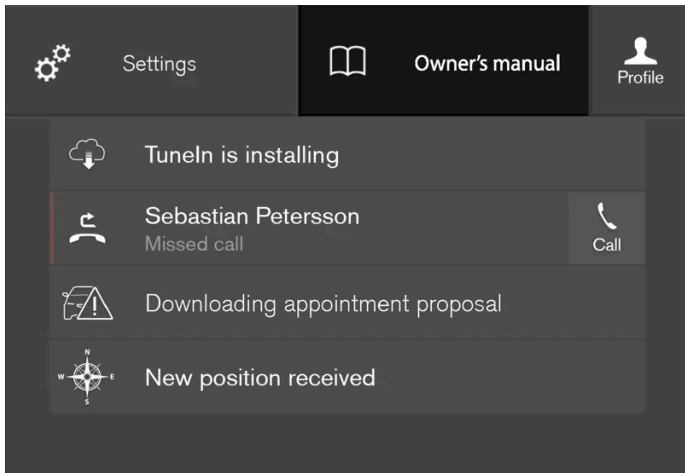 Settings
Owner's manual
Profile
TuneIn is installing
Sebastian Petersson
Missed call
Call
Downloading appointment proposal
N
W E
S
New position received